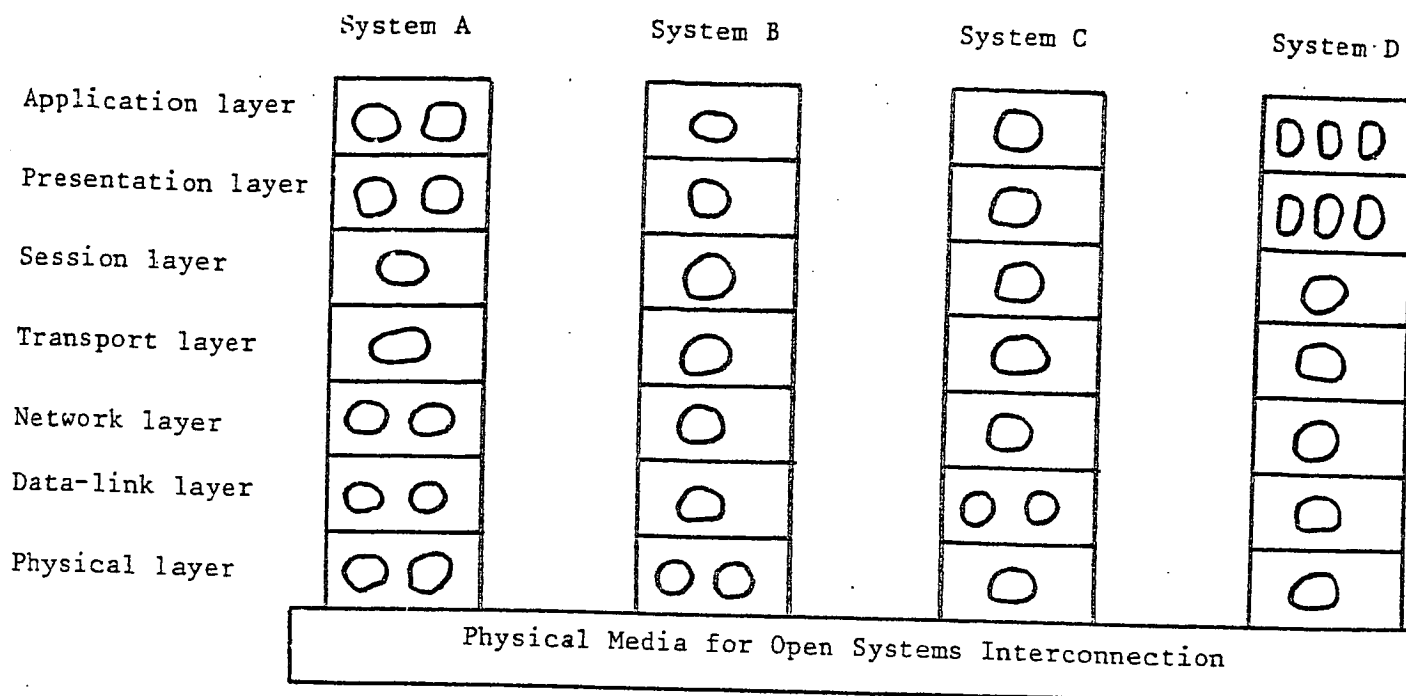 System A System B System C System D
Application layer
Presentation layer
Session layer
Transport layer
Network layer
Data-link layer
Physical layer
Physical Media for Open Systems Interconnection